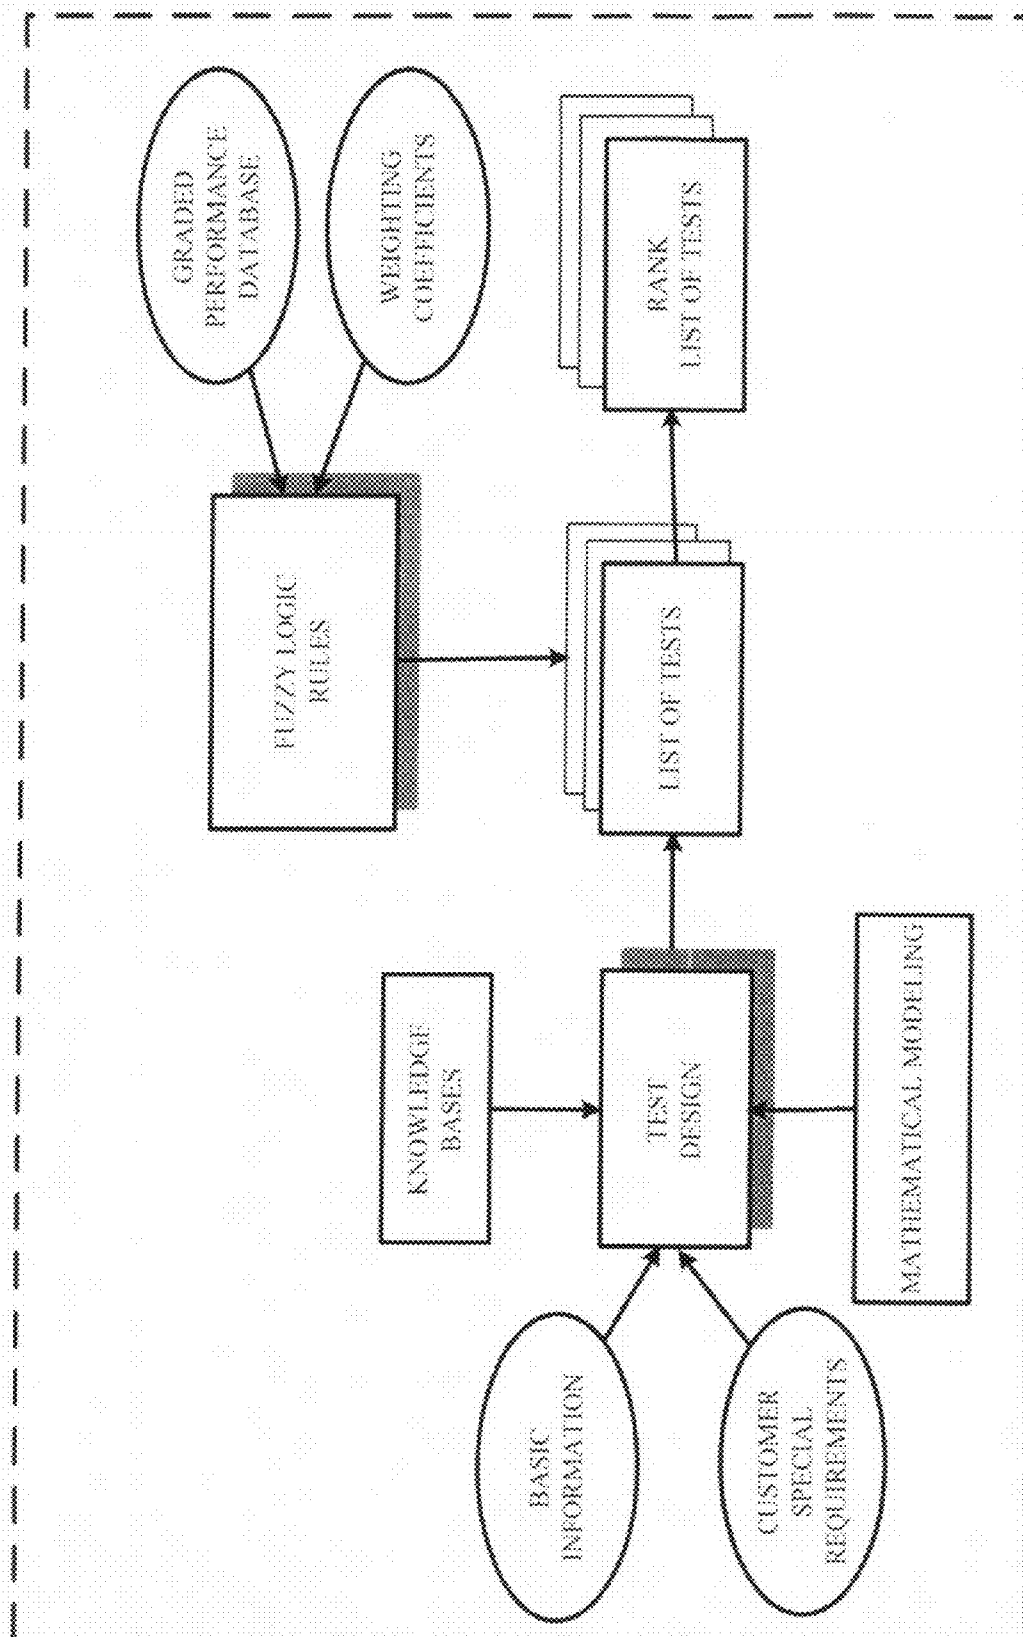 GRADED
PERFORMANCE
DATABASE
WEIGHTING
COEFFICIENTS
FUZZY LOGIC
RULES
RANK
LIST OF TESTS
LIST OF TESTS
KNOWLEDGE
BASES
TEST
DESIGN
MATHEMATICAL MODELING
BASIC
INFORMATION
CUSTOMER
SPECIAL
REQUIREMENTS